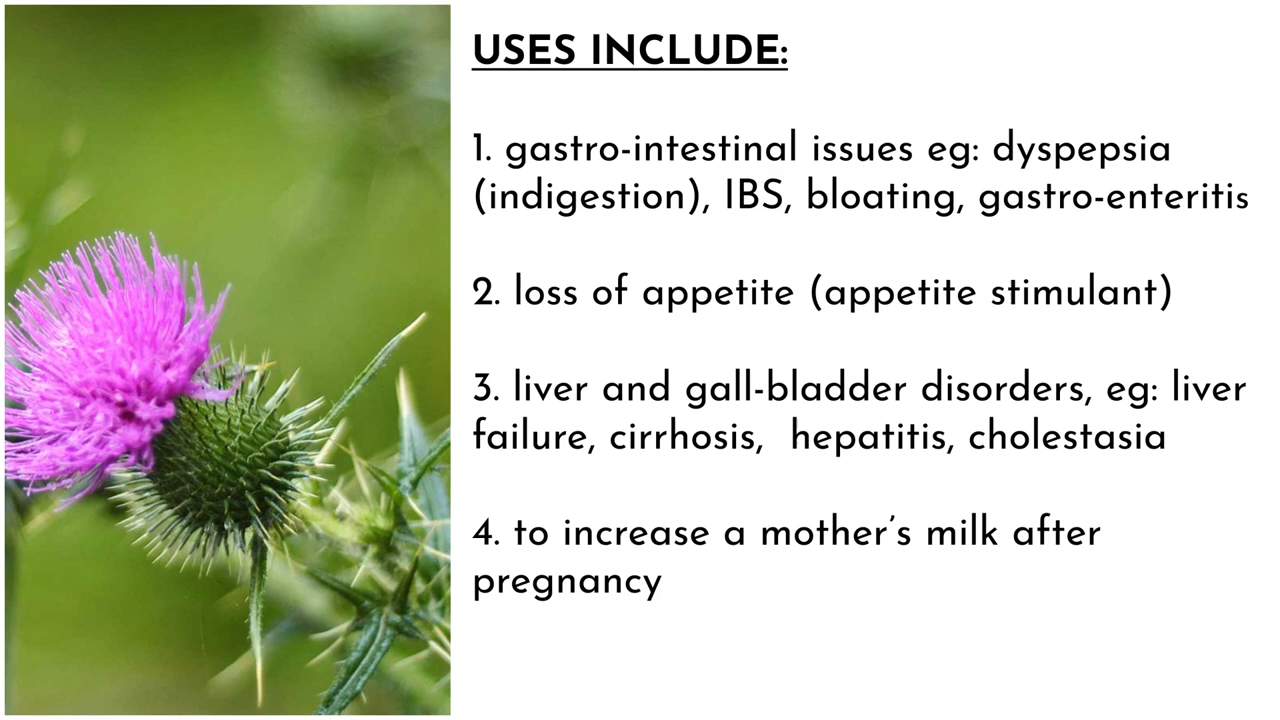 USES INCLUDE:
1. gastro-intestinal issues eg: dyspepsia
(indigestion), IBS, bloating, gastro-enteritis
2. loss of appetite (appetite stimulant)
3. liver and gall-bladder disorders, eg: liver
failure, cirrhosis,  hepatitis, cholestasia
4. to increase a mother's milk after
pregnancy